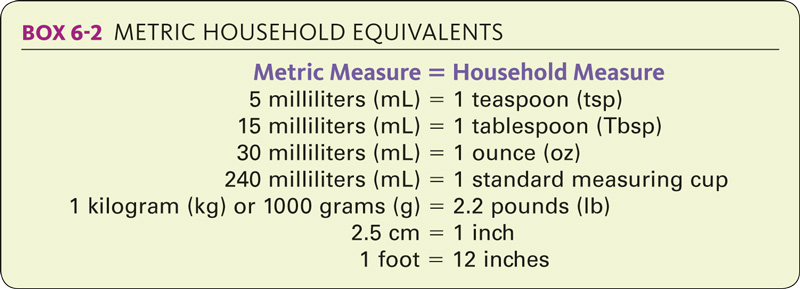 BOX 6-2 METRIC HOUSEHOLD EQUIVALENTS
Metric Measure = Household Measure
5 milliliters (mL) = 1 teaspoon (tsp)
15 milliliters (mL) = 1 tablespoon (Tbsp)
30 milliliters (mL) = 1 ounce (oz)
240 milliliters (mL) = 1 standard measuring cup
1 kilogram (kg) or 1000 grams (g) = 2.2 pounds (lb)
2.5 cm = 1 inch
1 foot = 12 inches